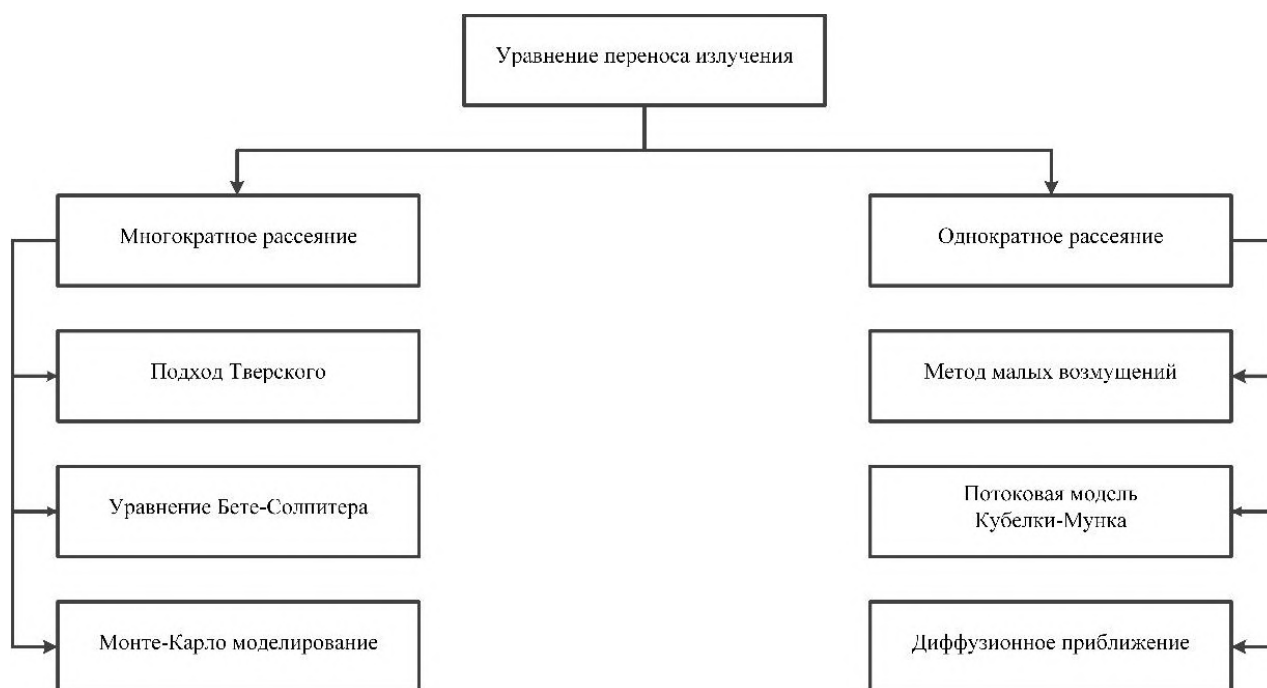 Уравнение переноса излучения
Многократное рассеяние
Однократное рассеяние
Подход Тверского
Метод малых возмущений
Уравнение Бете-Солпитера
Потоковая модель
Кубелки-Мунка
Монте-Карло моделирование
Диффузионное приближение